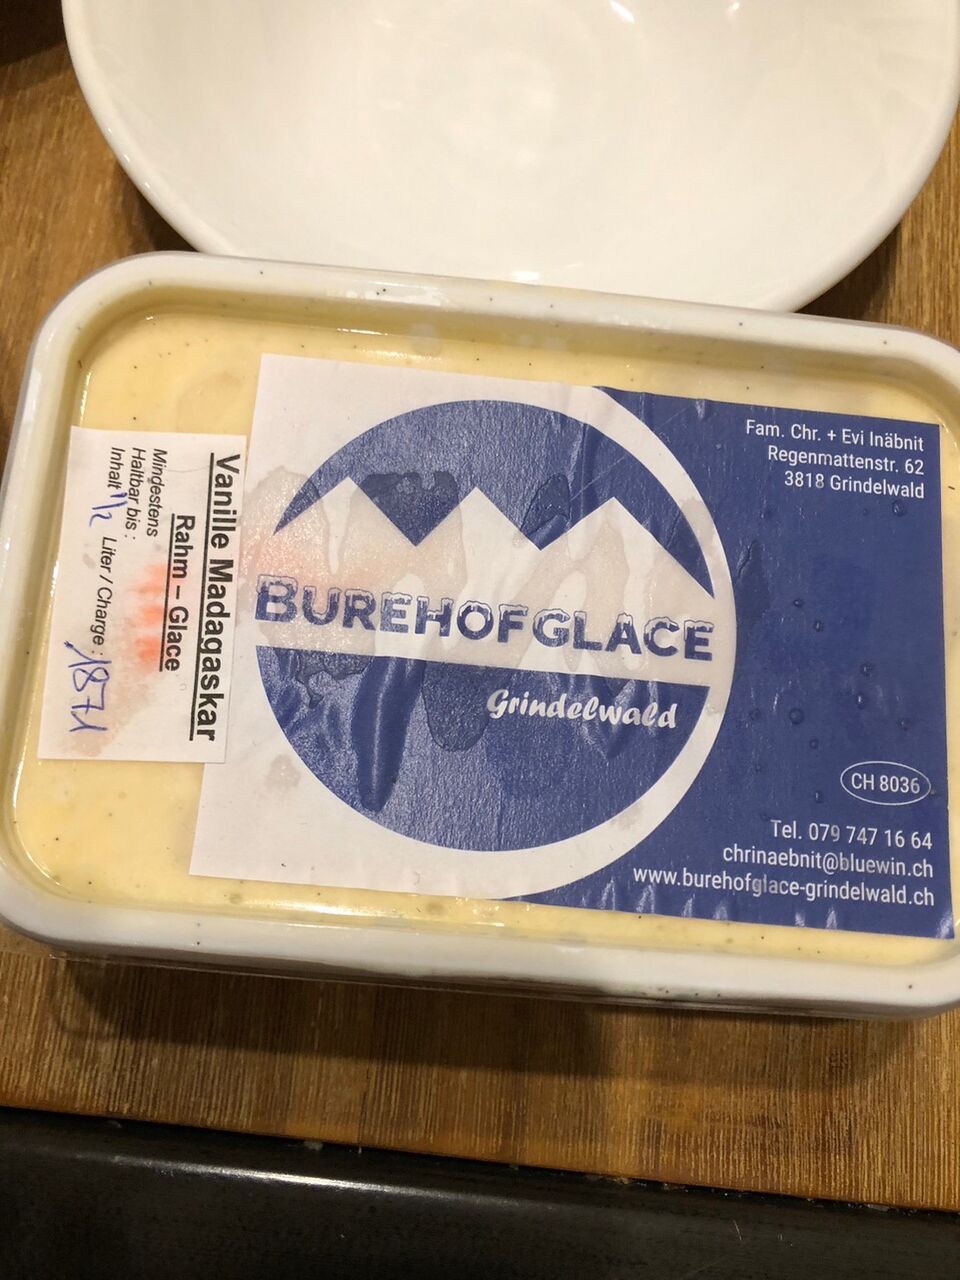 Vanille Madagaskar
Rahm – Glace
Mindestens
Haltbar bis :
Inhalt 1/2 Liter / Charge : 1871
BUREHOFGLACE
Grindelwald
Fam. Chr. + Evi Inäbnit
Regenmattenstr. 62
3818 Grindelwald
CH 8036
Tel. 079 747 16 64
chrinaebnit@bluewin.ch
www.burehofglace-grindelwald.ch